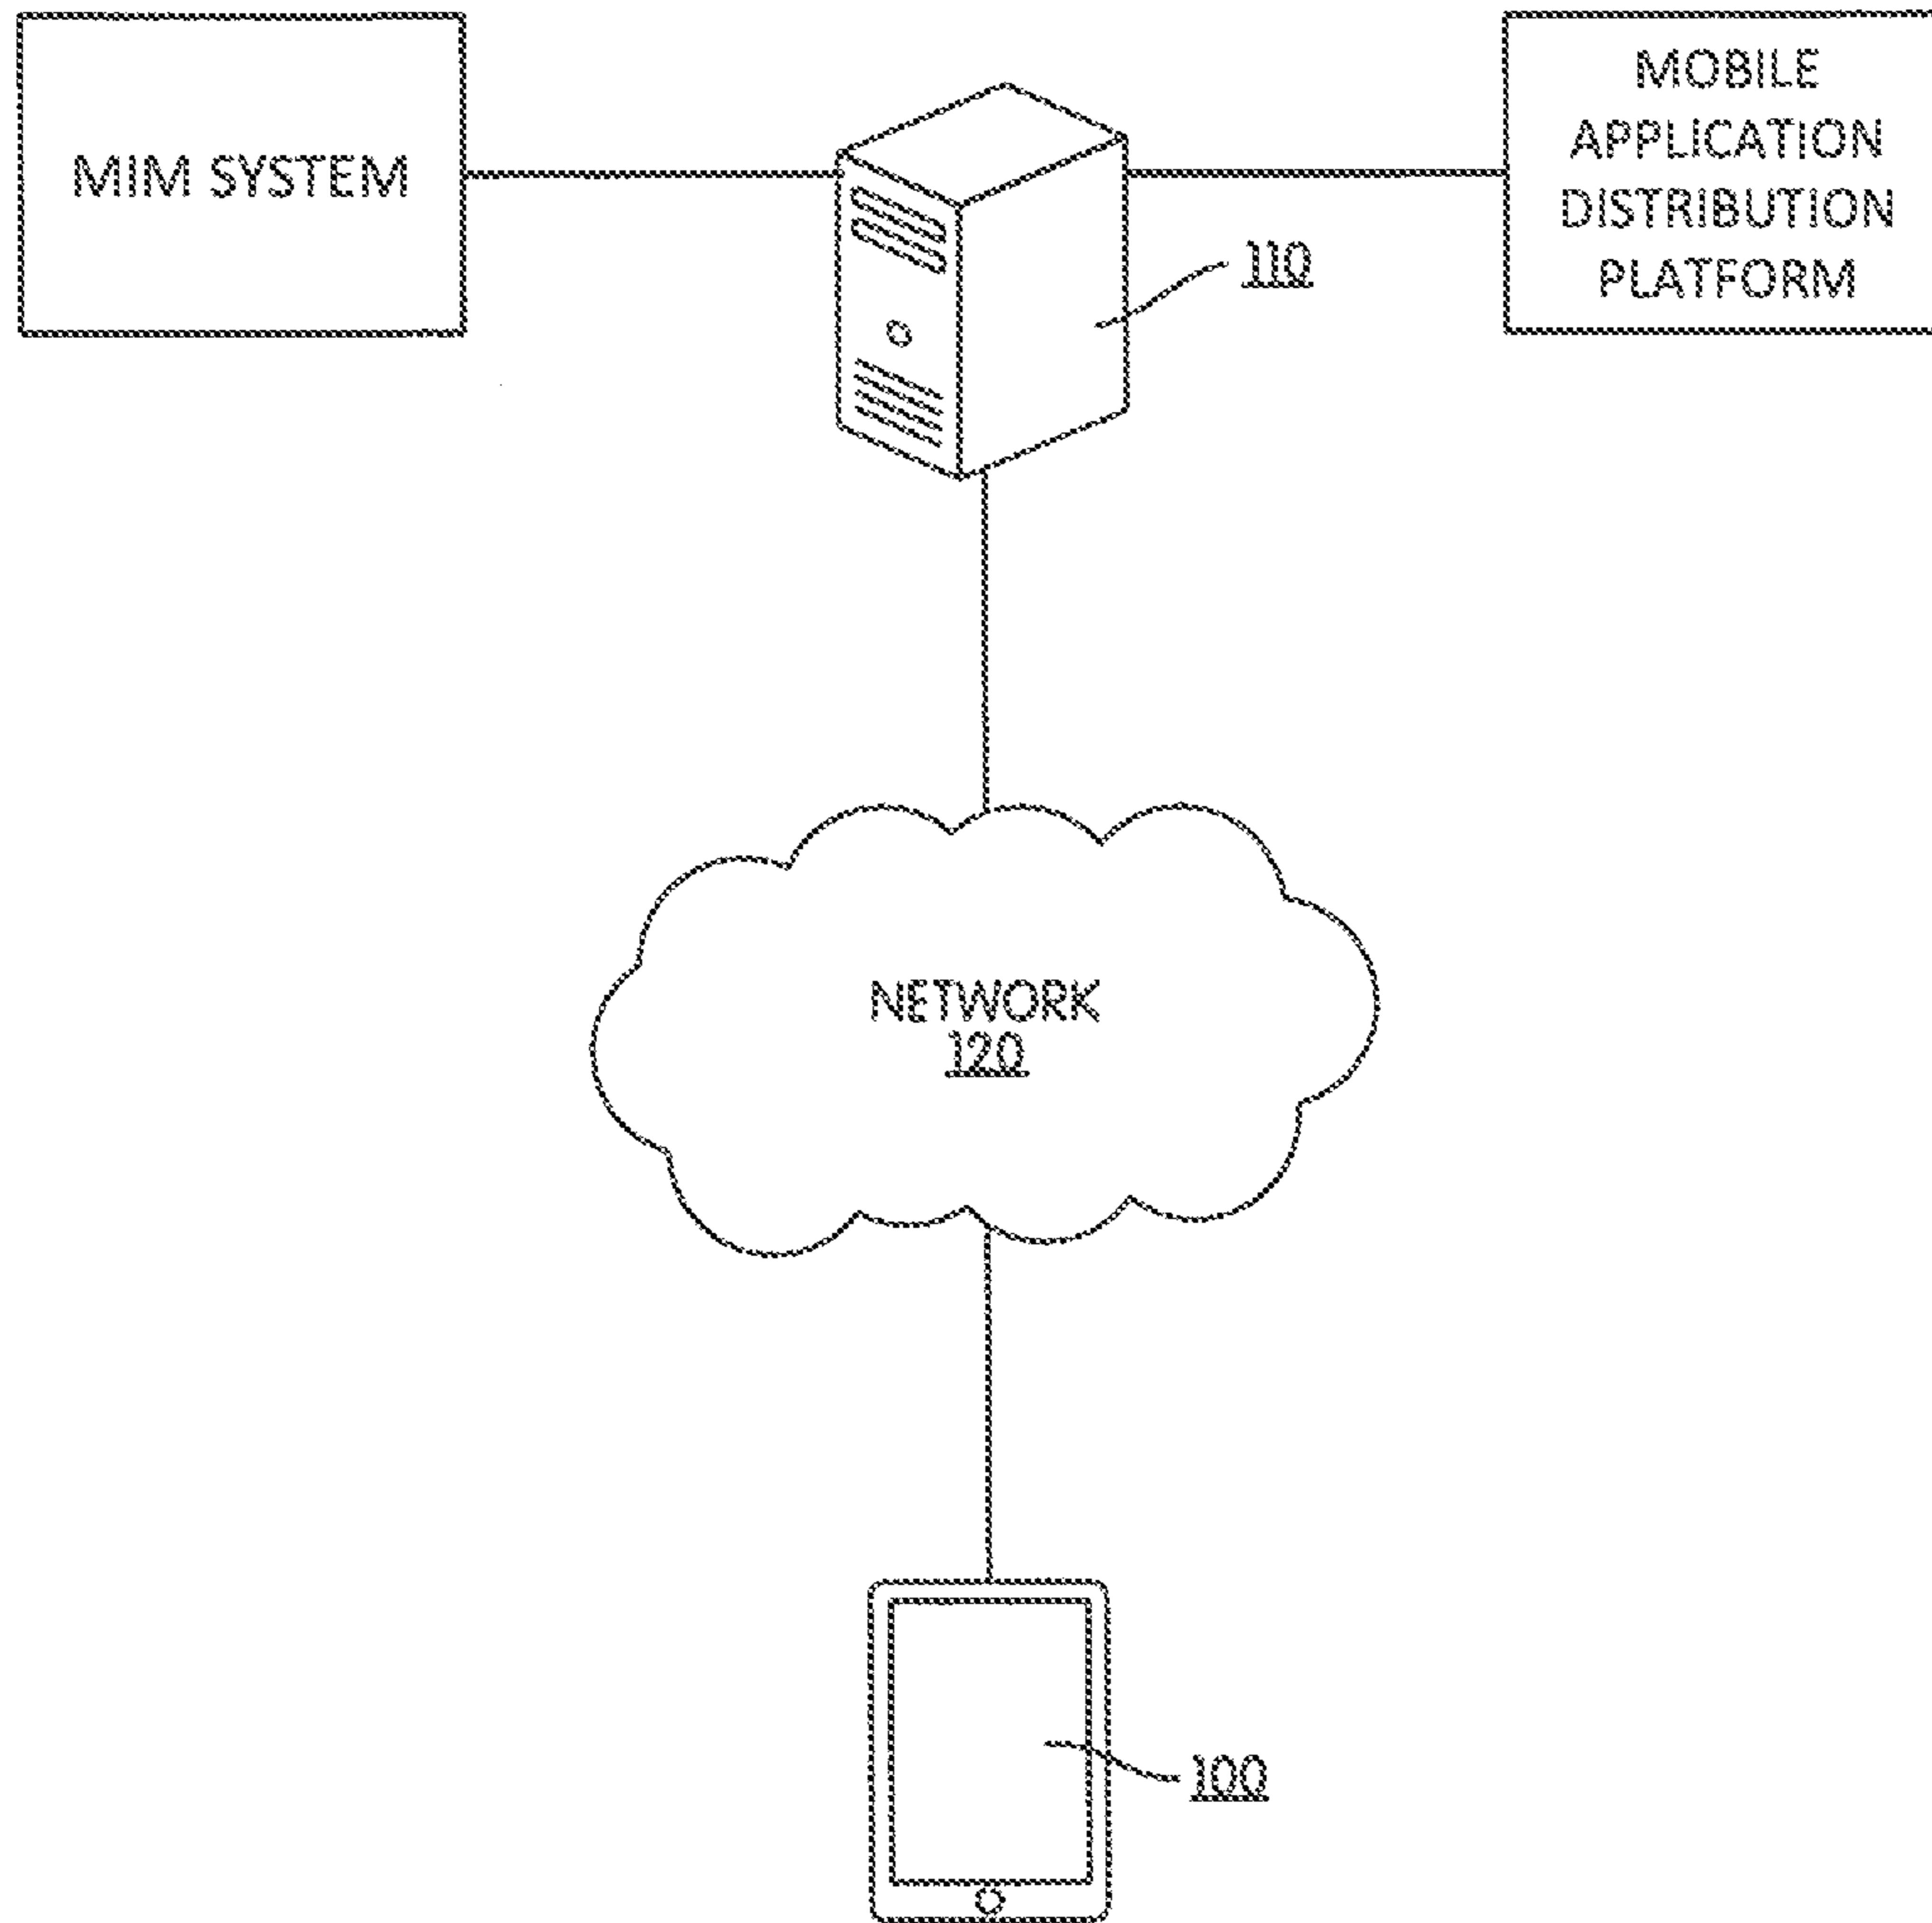 MIM SYSTEM
MOBILE
APPLICATION
DISTRIBUTION
PLATFORM
110
NETWORK
120
100